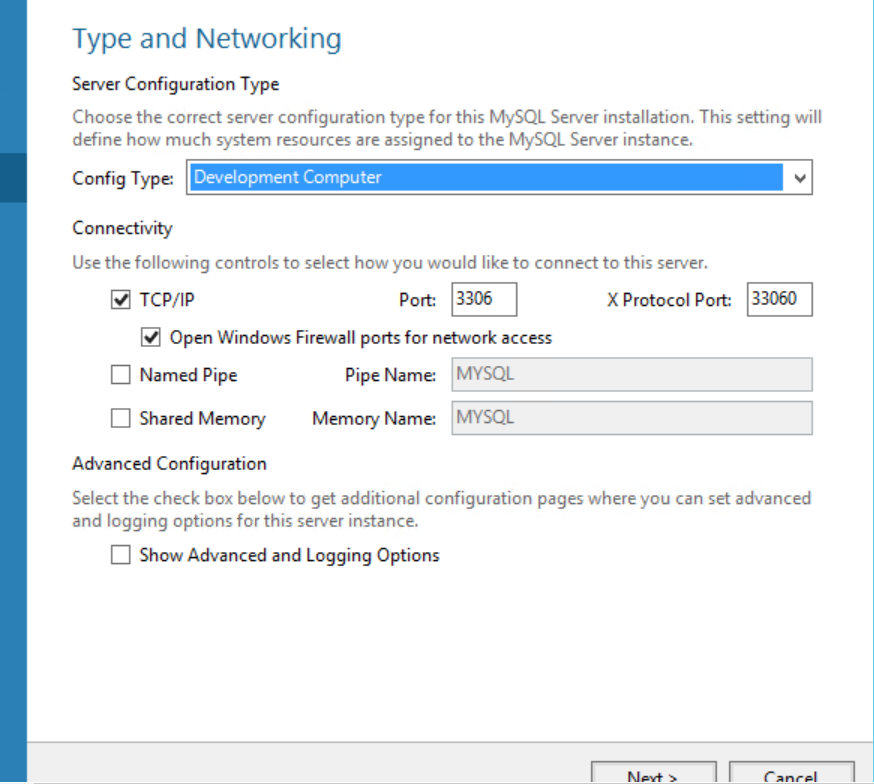 Type and Networking
Server Configuration Type
Choose the correct server configuration type for this MySQL Server installation. This setting will
define how much system resources are assigned to the MySQL Server instance.
Config Type: Development Computer
Connectivity
Use the following controls to select how you would like to connect to this server.
TCP/IP Port: 3306 X Protocol Port: 33060
Open Windows Firewall ports for network access
Named Pipe Pipe Name: MYSQL
Shared Memory Memory Name: MYSQL
Advanced Configuration
Select the check box below to get additional configuration pages where you can set advanced
and logging options for this server instance.
Show Advanced and Logging Options
Next > Cancel